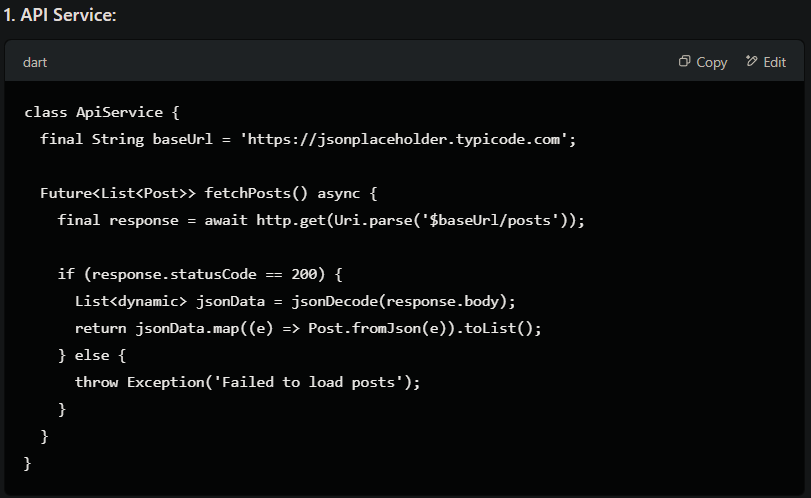 1. API Service:
dart
Copy
Edit
class ApiService {
  final String baseUrl = 'https://jsonplaceholder.typicode.com';

  Future<List<Post>> fetchPosts() async {
    final response = await http.get(Uri.parse('$baseUrl/posts'));

    if (response.statusCode == 200) {
      List<dynamic> jsonData = jsonDecode(response.body);
      return jsonData.map((e) => Post.fromJson(e)).toList();
    } else {
      throw Exception('Failed to load posts');
    }
  }
}